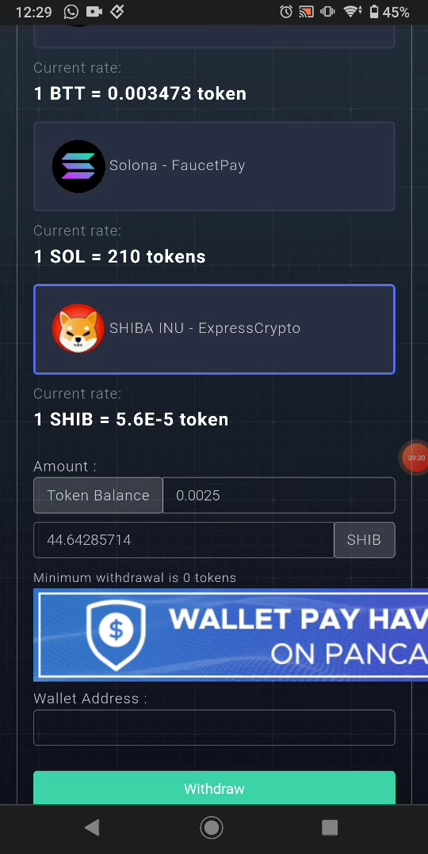 12:29
45%
Current rate:
1 BTT = 0.003473 token
Solona - FaucetPay
Current rate:
1 SOL = 210 tokens
SHIBA INU - ExpressCrypto
Current rate:
1 SHIB = 5.6E-5 token
09:30
Amount :
Token Balance 0.0025
44.64285714 SHIB
Minimum withdrawal is 0 tokens
WALLET PAY HAV
ON PANCA
Wallet Address :
Withdraw